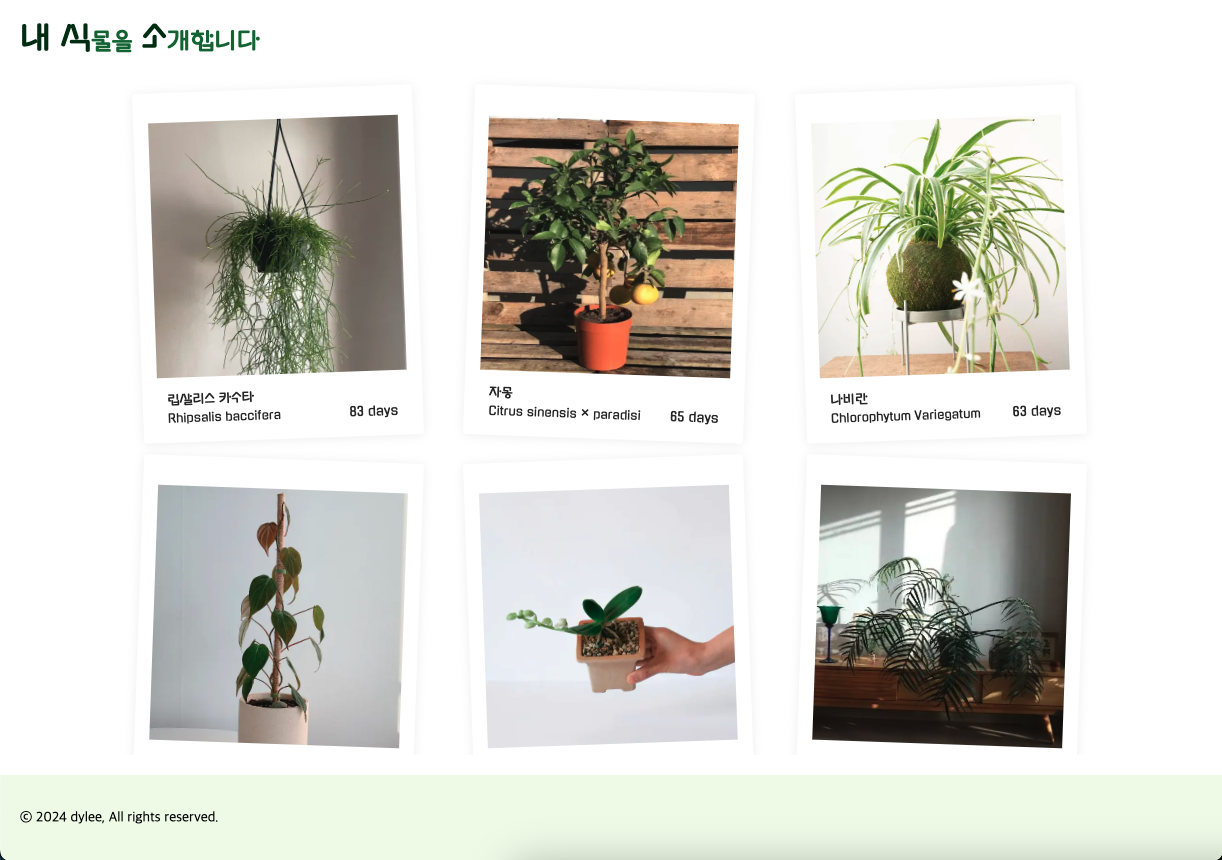 내 식물을 소개합니다
립살리스 카수타
Rhipsalis baccifera
83 days
자몽
Citrus sinensis × paradisi
65 days
나비란
Chlorophytum Variegatum
63 days
© 2024 dylee, All rights reserved.